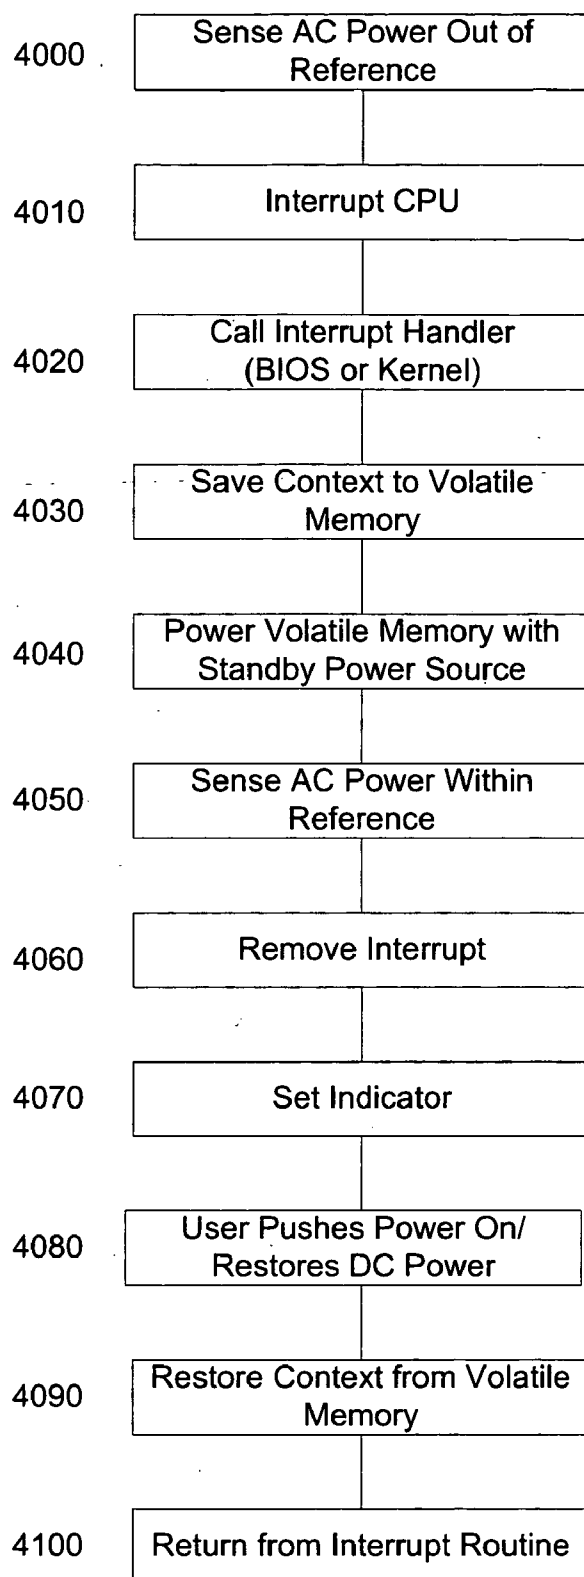 4000
Sense AC Power Out of
Reference
4010
Interrupt CPU
4020
Call Interrupt Handler
(BIOS or Kernel)
4030
Save Context to Volatile
Memory
4040
Power Volatile Memory with
Standby Power Source
4050
Sense AC Power Within
Reference
4060
Remove Interrupt
4070
Set Indicator
4080
User Pushes Power On/
Restores DC Power
4090
Restore Context from Volatile
Memory
4100
Return from Interrupt Routine